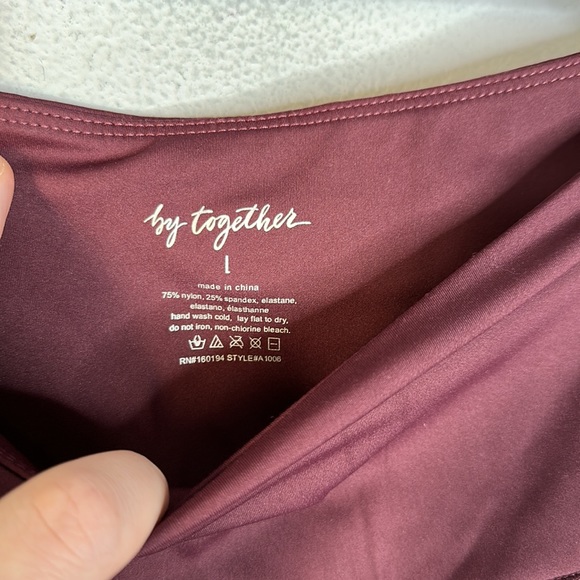 by together
l
made in china
75% nylon, 25% spandex, elastane,
elastano, élasthanne
hand wash cold, lay flat to dry,
do not iron, non-chlorine bleach.
RN#160194 STYLE#A1006